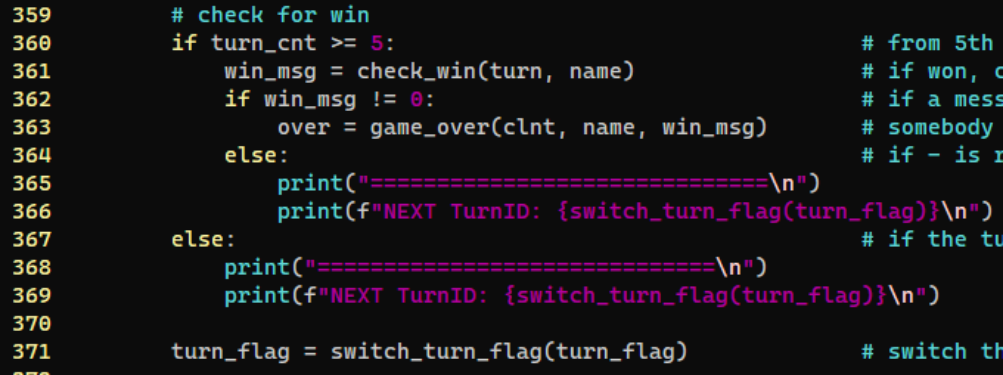 359         # check for win
360         if turn_cnt >= 5:                                   # from 5th
361             win_msg = check_win(turn, name)                 # if won,
362             if win_msg != 0:                                # if a mess
363                 over = game_over(clnt, name, win_msg)       # somebody
364             else:                                           # if - is
365                 print("==============================\n")
366                 print(f"NEXT TurnID: {switch_turn_flag(turn_flag)}\n")
367         else:                                               # if the tu
368             print("==============================\n")
369             print(f"NEXT TurnID: {switch_turn_flag(turn_flag)}\n")
370
371         turn_flag = switch_turn_flag(turn_flag)             # switch th